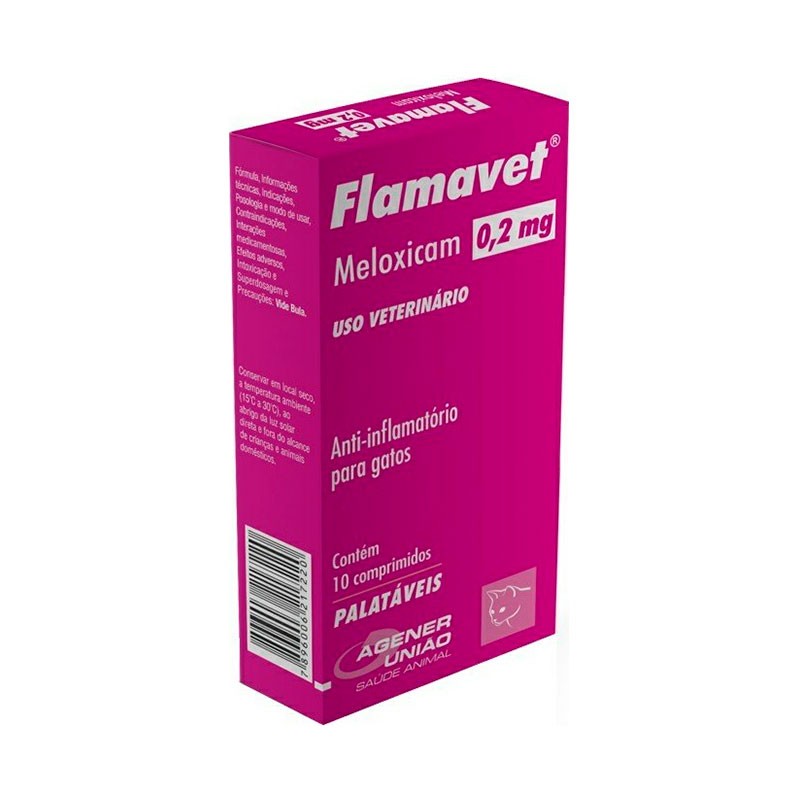 Flamavet®
Meloxicam
0,2 mg
Flamavet®
Meloxicam 0,2 mg
USO VETERINÁRIO
Anti-inflamatório
para gatos
Contém
10 comprimidos
PALATÁVEIS
AGENER
UNIÃO
SAÚDE ANIMAL
Fórmula, Informações
técnicas, Indicações,
Posologia e modo de usar,
Contraindicações,
Interações
medicamentosas,
Efeitos adversos,
Intoxicação e
Superdosagem e
Precauções: Vide Bula.
Conservar em local seco,
a temperatura ambiente
(15°C a 30°C), ao
abrigo da luz solar
direta e fora do alcance
de crianças e animais
domésticos.
7896006217220